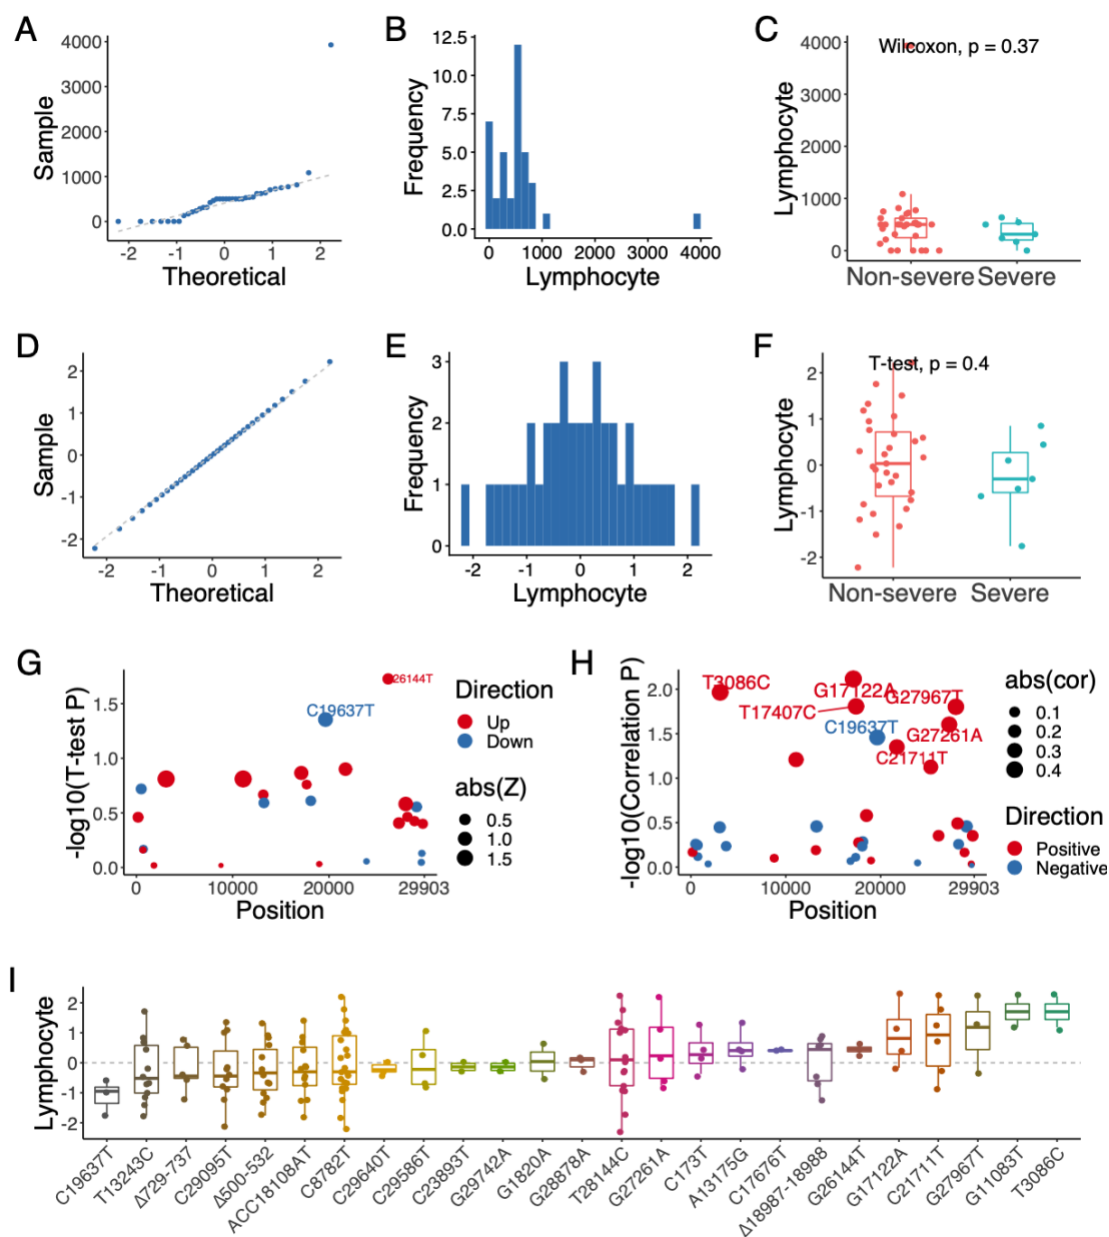 A
4000
3000
2000
1000
0
Sample
-2 -1 0 1 2
Theoretical
B
12.5
10.0
7.5
5.0
2.5
0.0
Frequency
0 1000 2000 3000 4000
Lymphocyte
C
Wilcoxon, p = 0.37
4000
3000
2000
1000
0
Lymphocyte
Non-severe Severe
D
2
1
0
-1
-2
Sample
-2 -1 0 1 2
Theoretical
E
3
2
1
0
Frequency
-2 -1 0 1 2
Lymphocyte
F
T-test, p = 0.4
2
1
0
-1
-2
Lymphocyte
Non-severe Severe
G
1.5
1.0
0.5
0.0
-log10(T-test P)
26144T
C19637T
0 10000 20000 29903
Position
Direction
Up
Down
abs(Z)
0.5
1.0
1.5
H
2.0
1.5
1.0
0.5
0.0
-log10(Correlation P)
T3086C
G17122A
G27967T
T17407C
C19637T
G27261A
C21711T
0 10000 20000 29903
Position
abs(cor)
0.1
0.2
0.3
0.4
Direction
Positive
Negative
I
2
1
0
-1
-2
Lymphocyte
C19637T
T13243C
Δ729-737
C29095T
Δ500-532
ACC18108AT
C8782T
C29640T
C29586T
C23893T
G29742A
G1820A
G28878A
T28144C
G27261A
C173T
A13175G
C17676T
Δ18987-18988
G26144T
G17122A
C21711T
G27967T
G11083T
T3086C